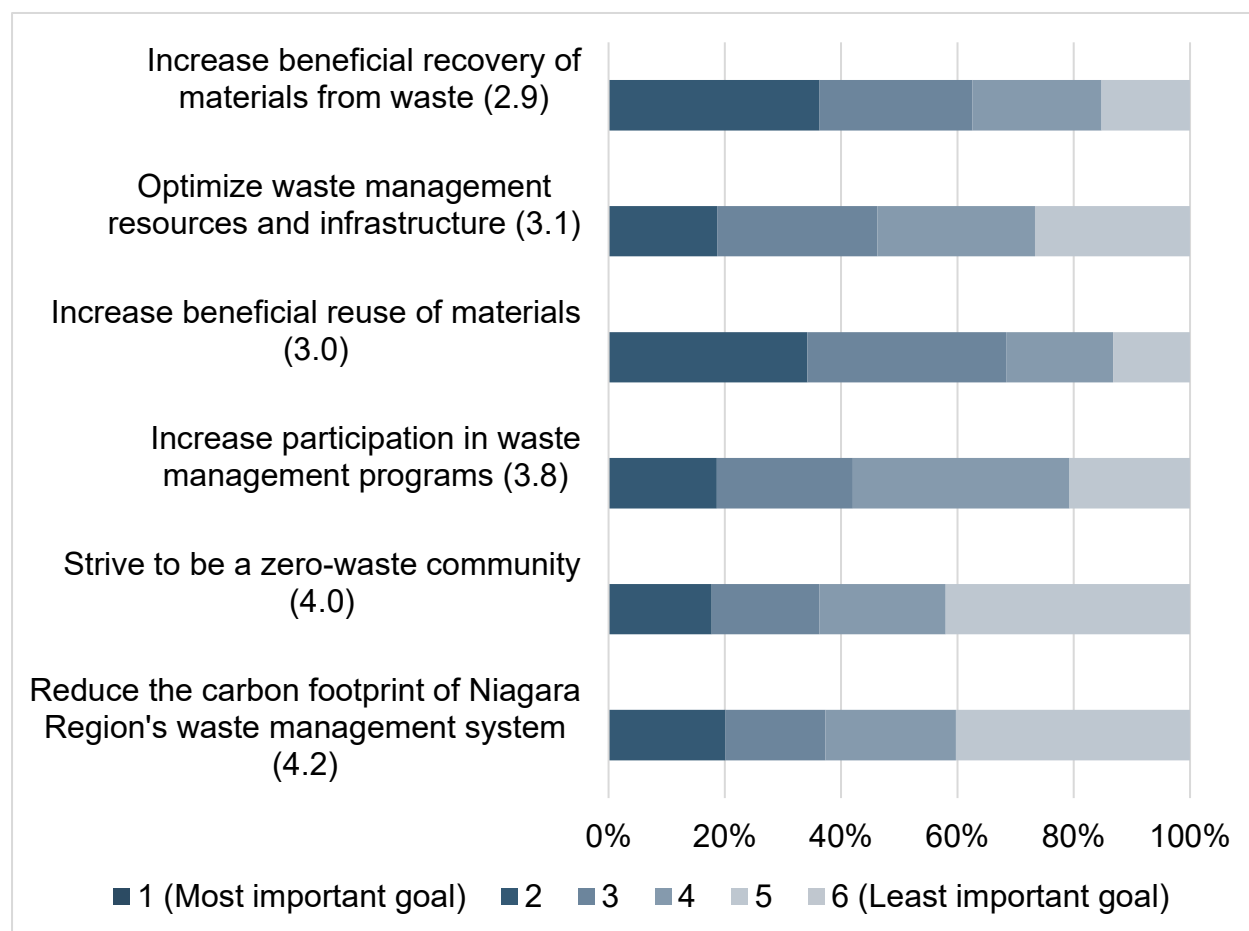 Increase beneficial recovery of
materials from waste (2.9)
Optimize waste management
resources and infrastructure (3.1)
Increase beneficial reuse of materials
(3.0)
Increase participation in waste
management programs (3.8)
Strive to be a zero-waste community
(4.0)
Reduce the carbon footprint of Niagara
Region's waste management system
(4.2)
0% 20% 40% 60% 80% 100%
1 (Most important goal) 2 3 4 5 6 (Least important goal)